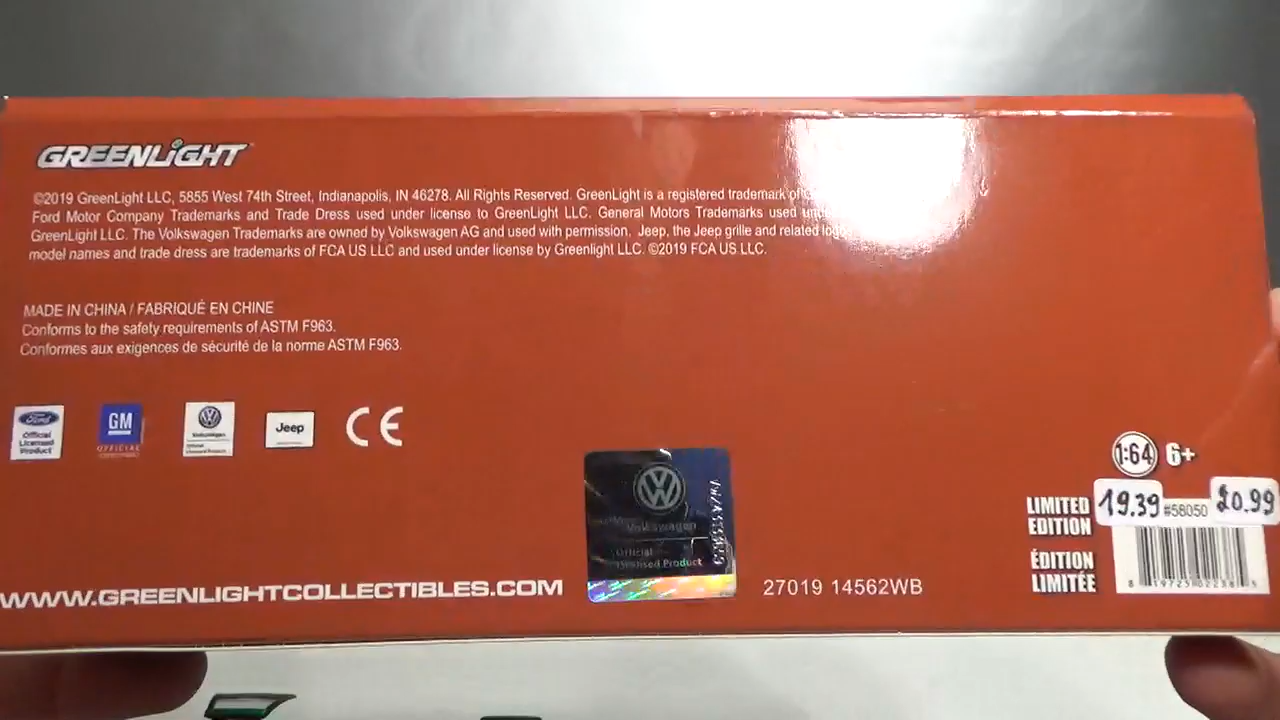 GREENLiGHT
©2019 GreenLight LLC, 5855 West 74th Street, Indianapolis, IN 46278. All Rights Reserved. GreenLight is a registered trademark of
Ford Motor Company Trademarks and Trade Dress used under license to GreenLight LLC. General Motors Trademarks used
GreenLight LLC. The Volkswagen Trademarks are owned by Volkswagen AG and used with permission. Jeep, the Jeep grille and related
model names and trade dress are trademarks of FCA US LLC and used under license by Greenlight LLC. ©2019 FCA US LLC.
MADE IN CHINA / FABRIQUÉ EN CHINE
Conforms to the safety requirements of ASTM F963.
Conformes aux exigences de sécurité de la norme ASTM F963.
Ford
Official
Licensed
Product
GM
OFFICIAL
Volkswagen
Jeep
CE
1:64 6+
Volkswagen
Official
Licensed Product
LIMITED
EDITION
19.39
#58050
20.99
ÉDITION
LIMITÉE
WWW.GREENLIGHTCOLLECTIBLES.COM
27019 14562WB